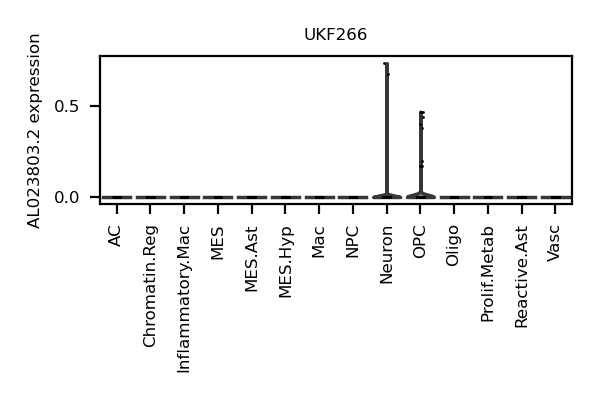 UKF266
AL023803.2 expression
0.5
0.0
AC
Chromatin.Reg
Inflammatory.Mac
MES
MES.Ast
MES.Hyp
Mac
NPC
Neuron
OPC
Oligo
Prolif.Metab
Reactive.Ast
Vasc